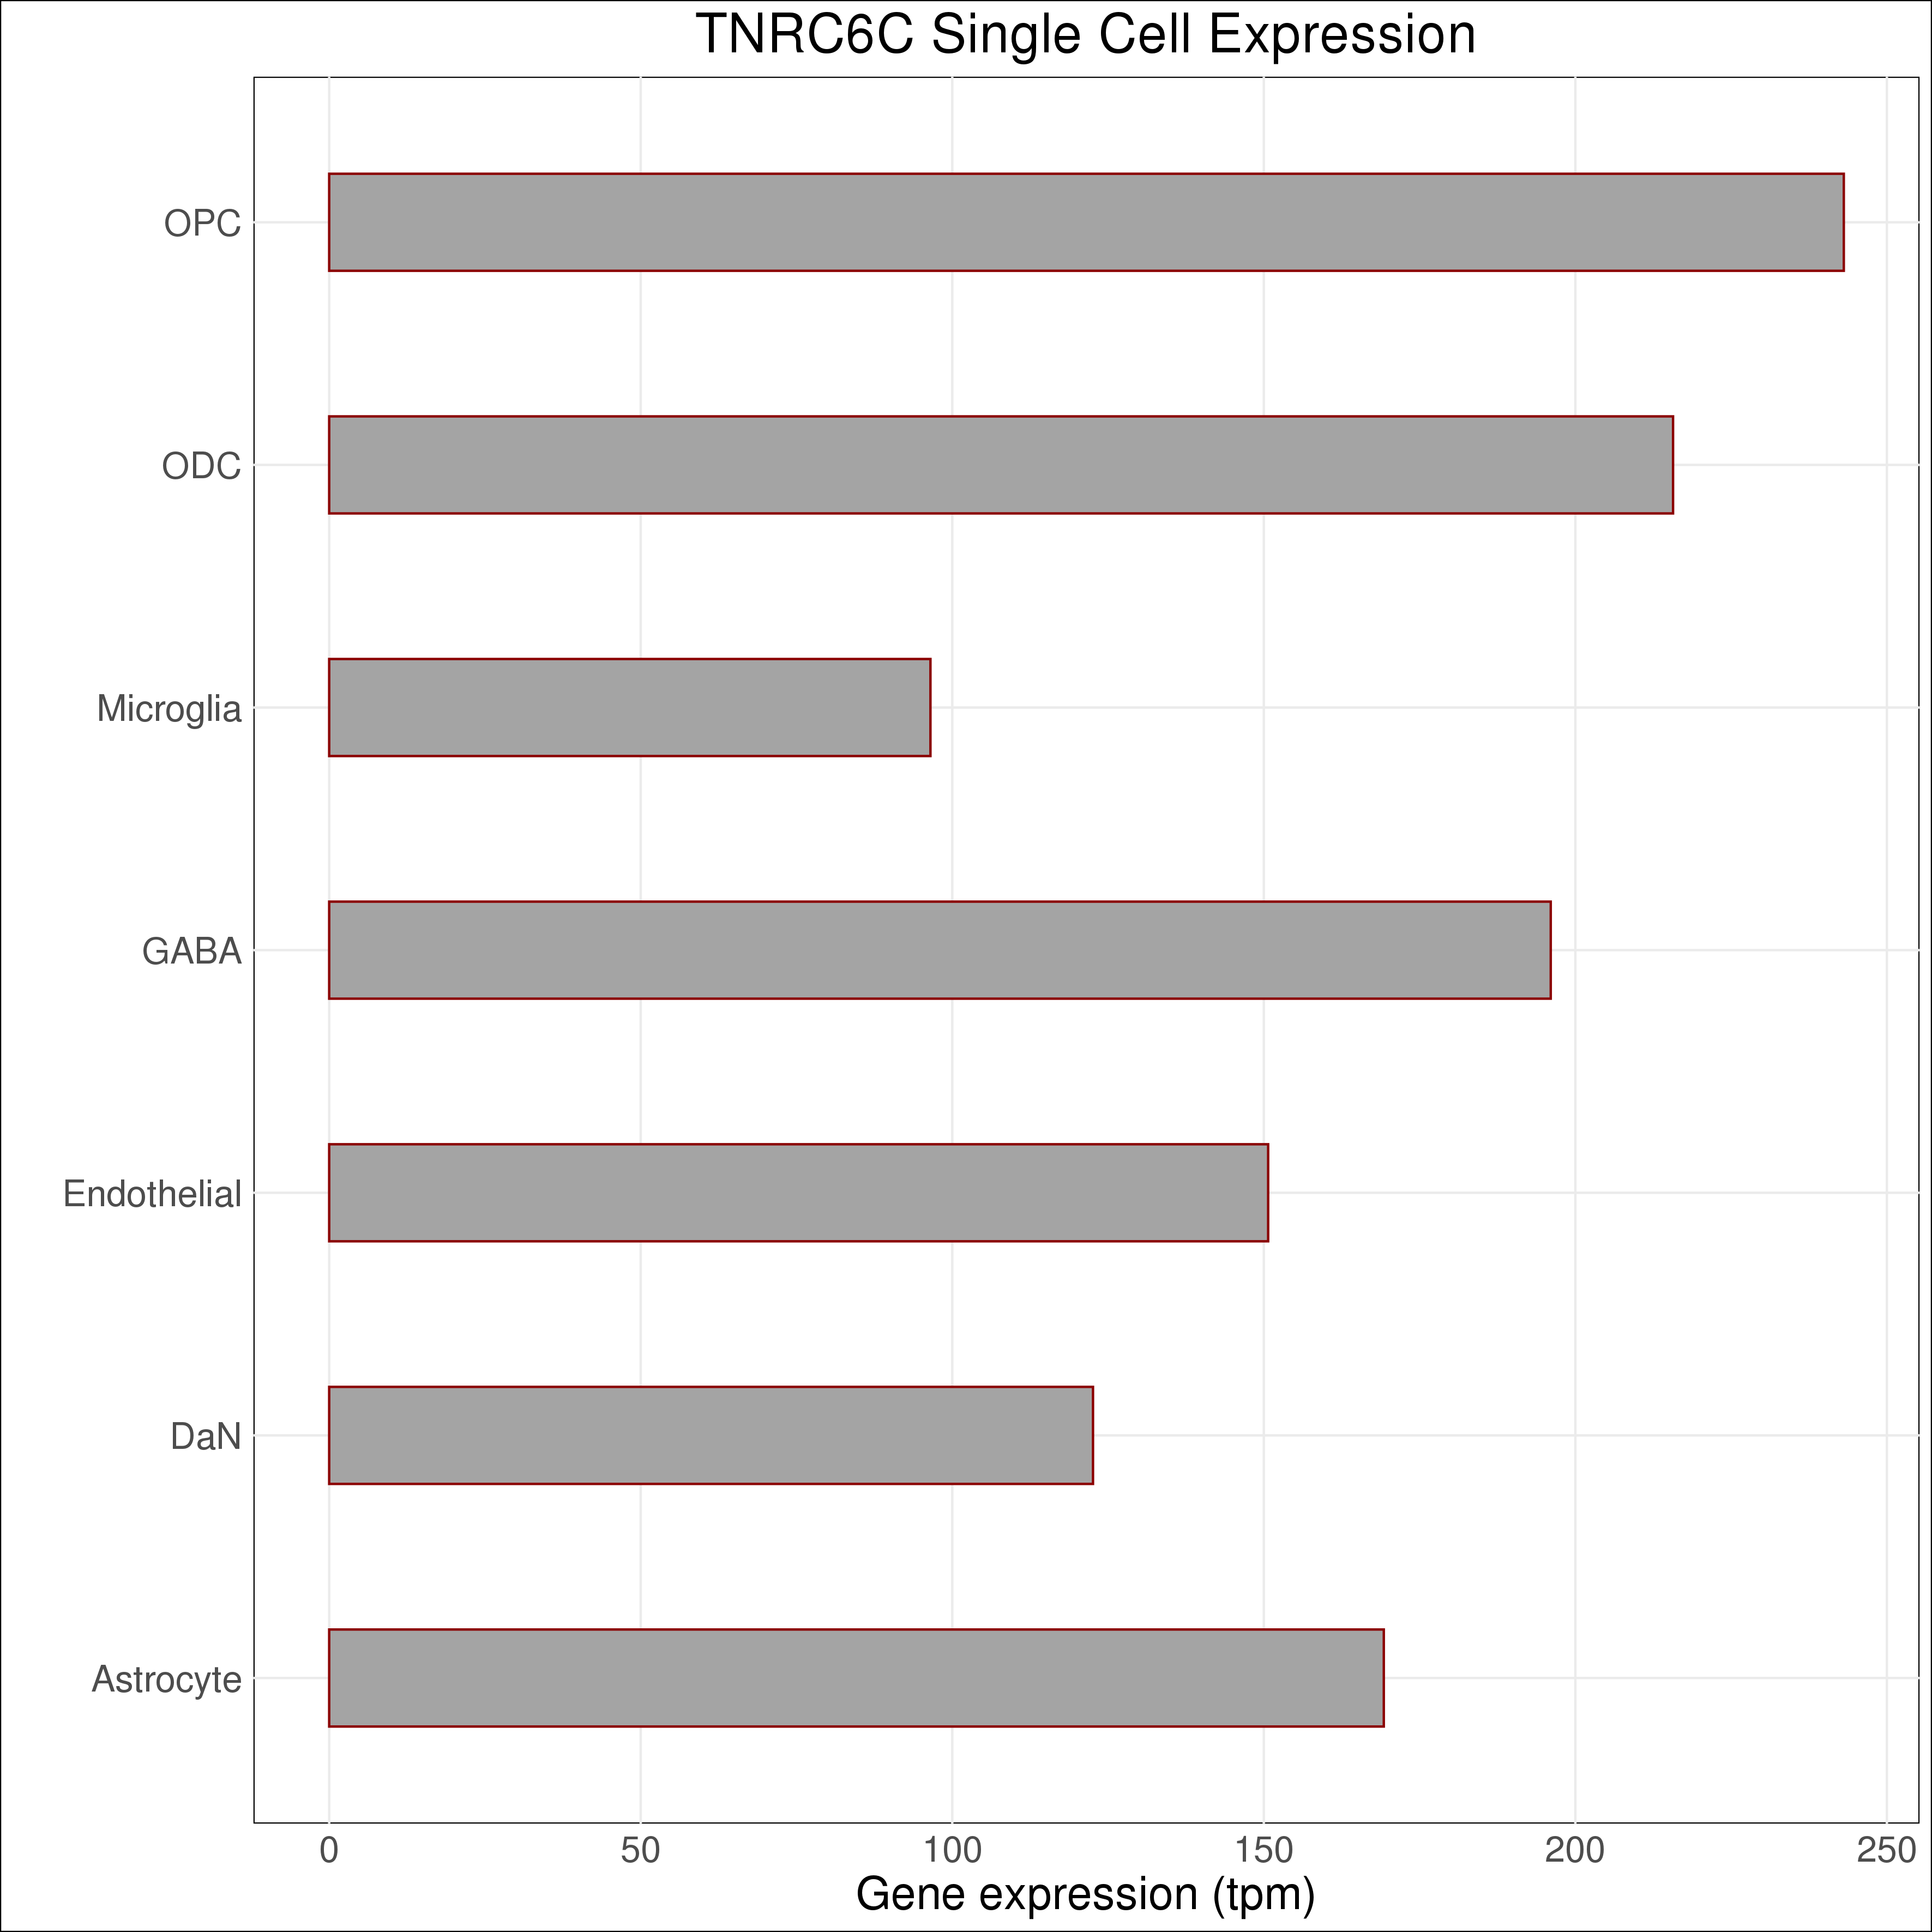 TNRC6C Single Cell Expression
OPC
ODC
Microglia
GABA
Endothelial
DaN
Astrocyte
0 50 100 150 200 250
Gene expression (tpm)